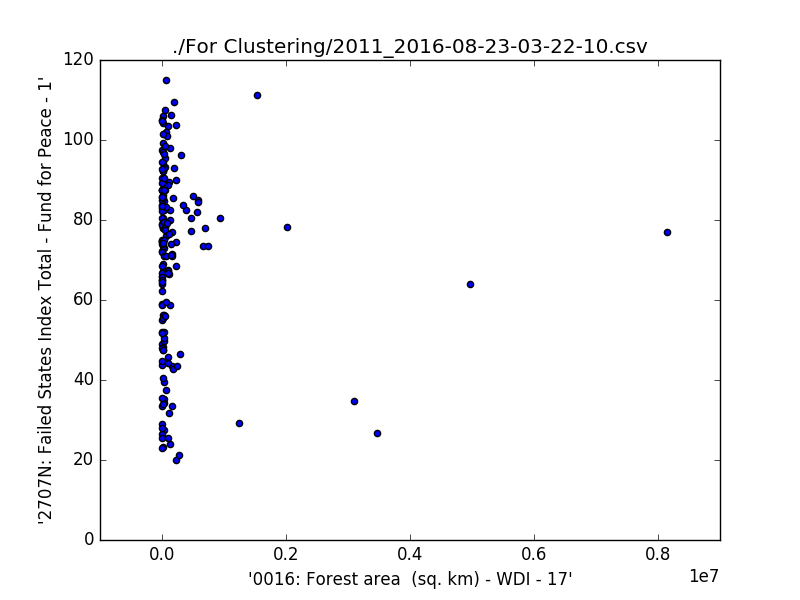 ./For Clustering/2011_2016-08-23-03-22-10.csv
'2707N: Failed States Index Total - Fund for Peace - 1'
120
100
80
60
40
20
0
0.0 0.2 0.4 0.6 0.8
1e7
'0016: Forest area  (sq. km) - WDI - 17'